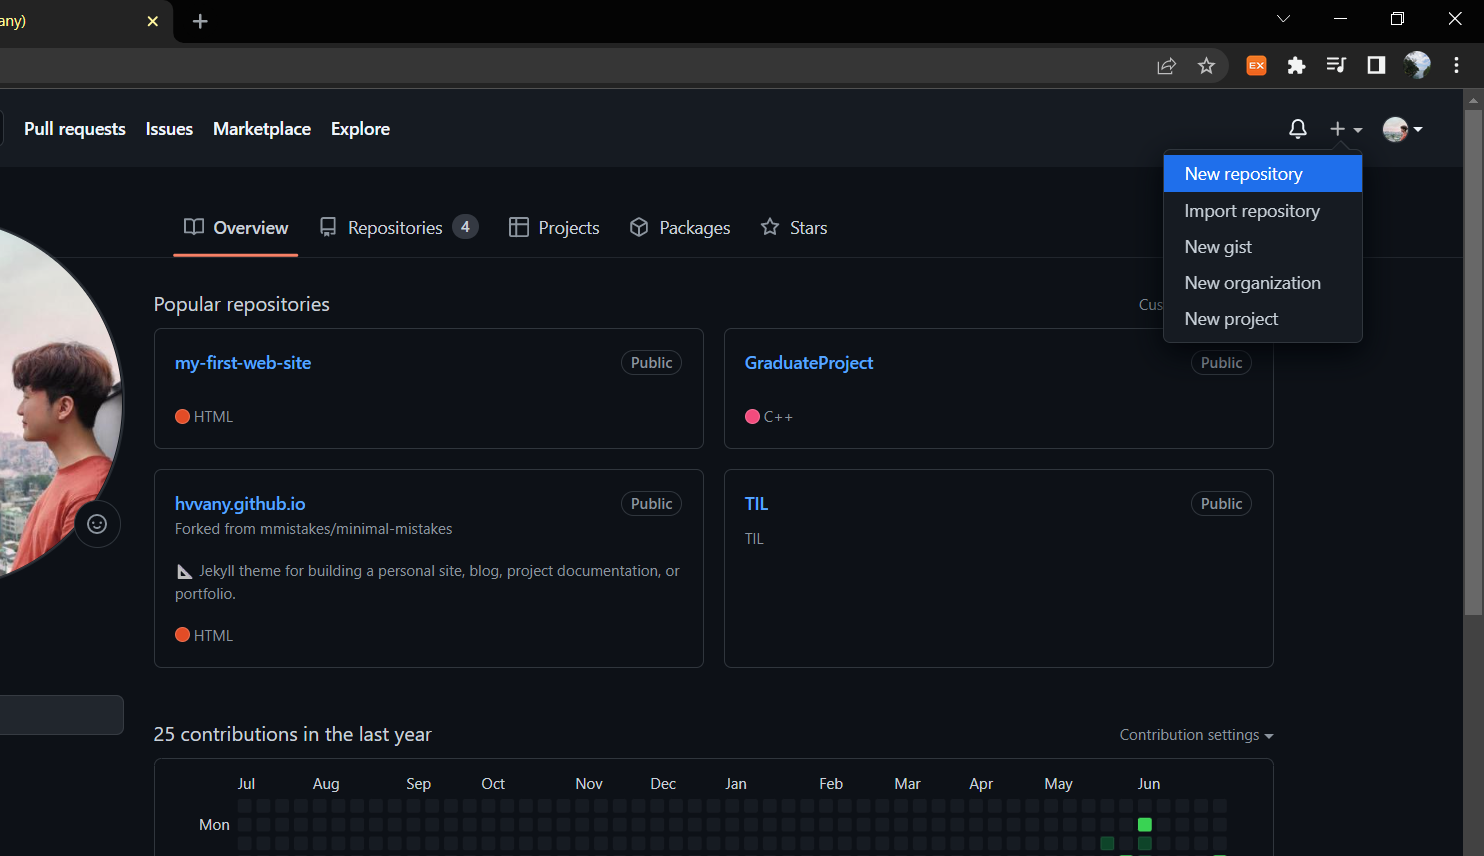 any)
EX
Pull requests Issues Marketplace Explore
New repository
Import repository
New gist
New organization
New project
Overview Repositories 4 Projects Packages Stars
Popular repositories
Cus
my-first-web-site Public
HTML
GraduateProject Public
C++
hvvany.github.io Public
Forked from mmistakes/minimal-mistakes
Jekyll theme for building a personal site, blog, project documentation, or
portfolio.
HTML
TIL Public
TIL
25 contributions in the last year
Contribution settings
Jul Aug Sep Oct Nov Dec Jan Feb Mar Apr May Jun
Mon